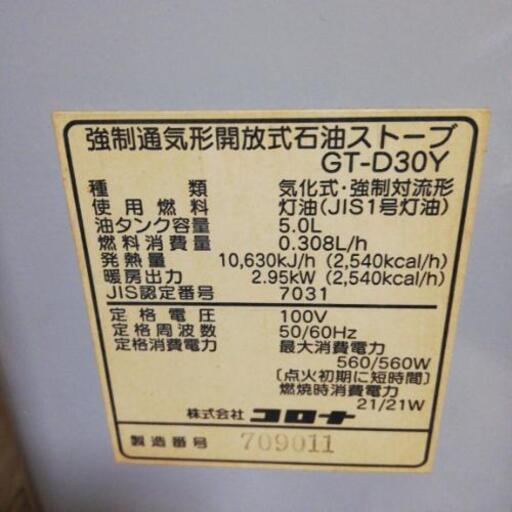 強制通気形開放式石油ストーブ
GT-D30Y
種類 気化式・強制対流形
使用燃料 灯油(JIS1号灯油)
油タンク容量 5.0L
燃料消費量 0.308L/h
発熱量 10,630kJ/h (2,540kcal/h)
暖房出力 2.95kW (2,540kcal/h)
JIS認定番号 7031
定格電圧 100V
定格周波数 50/60Hz
定格消費電力 最大消費電力
560/560W
〔点火初期に短時間〕
燃焼時消費電力
21/21W
株式会社 コロナ
製造番号 709011